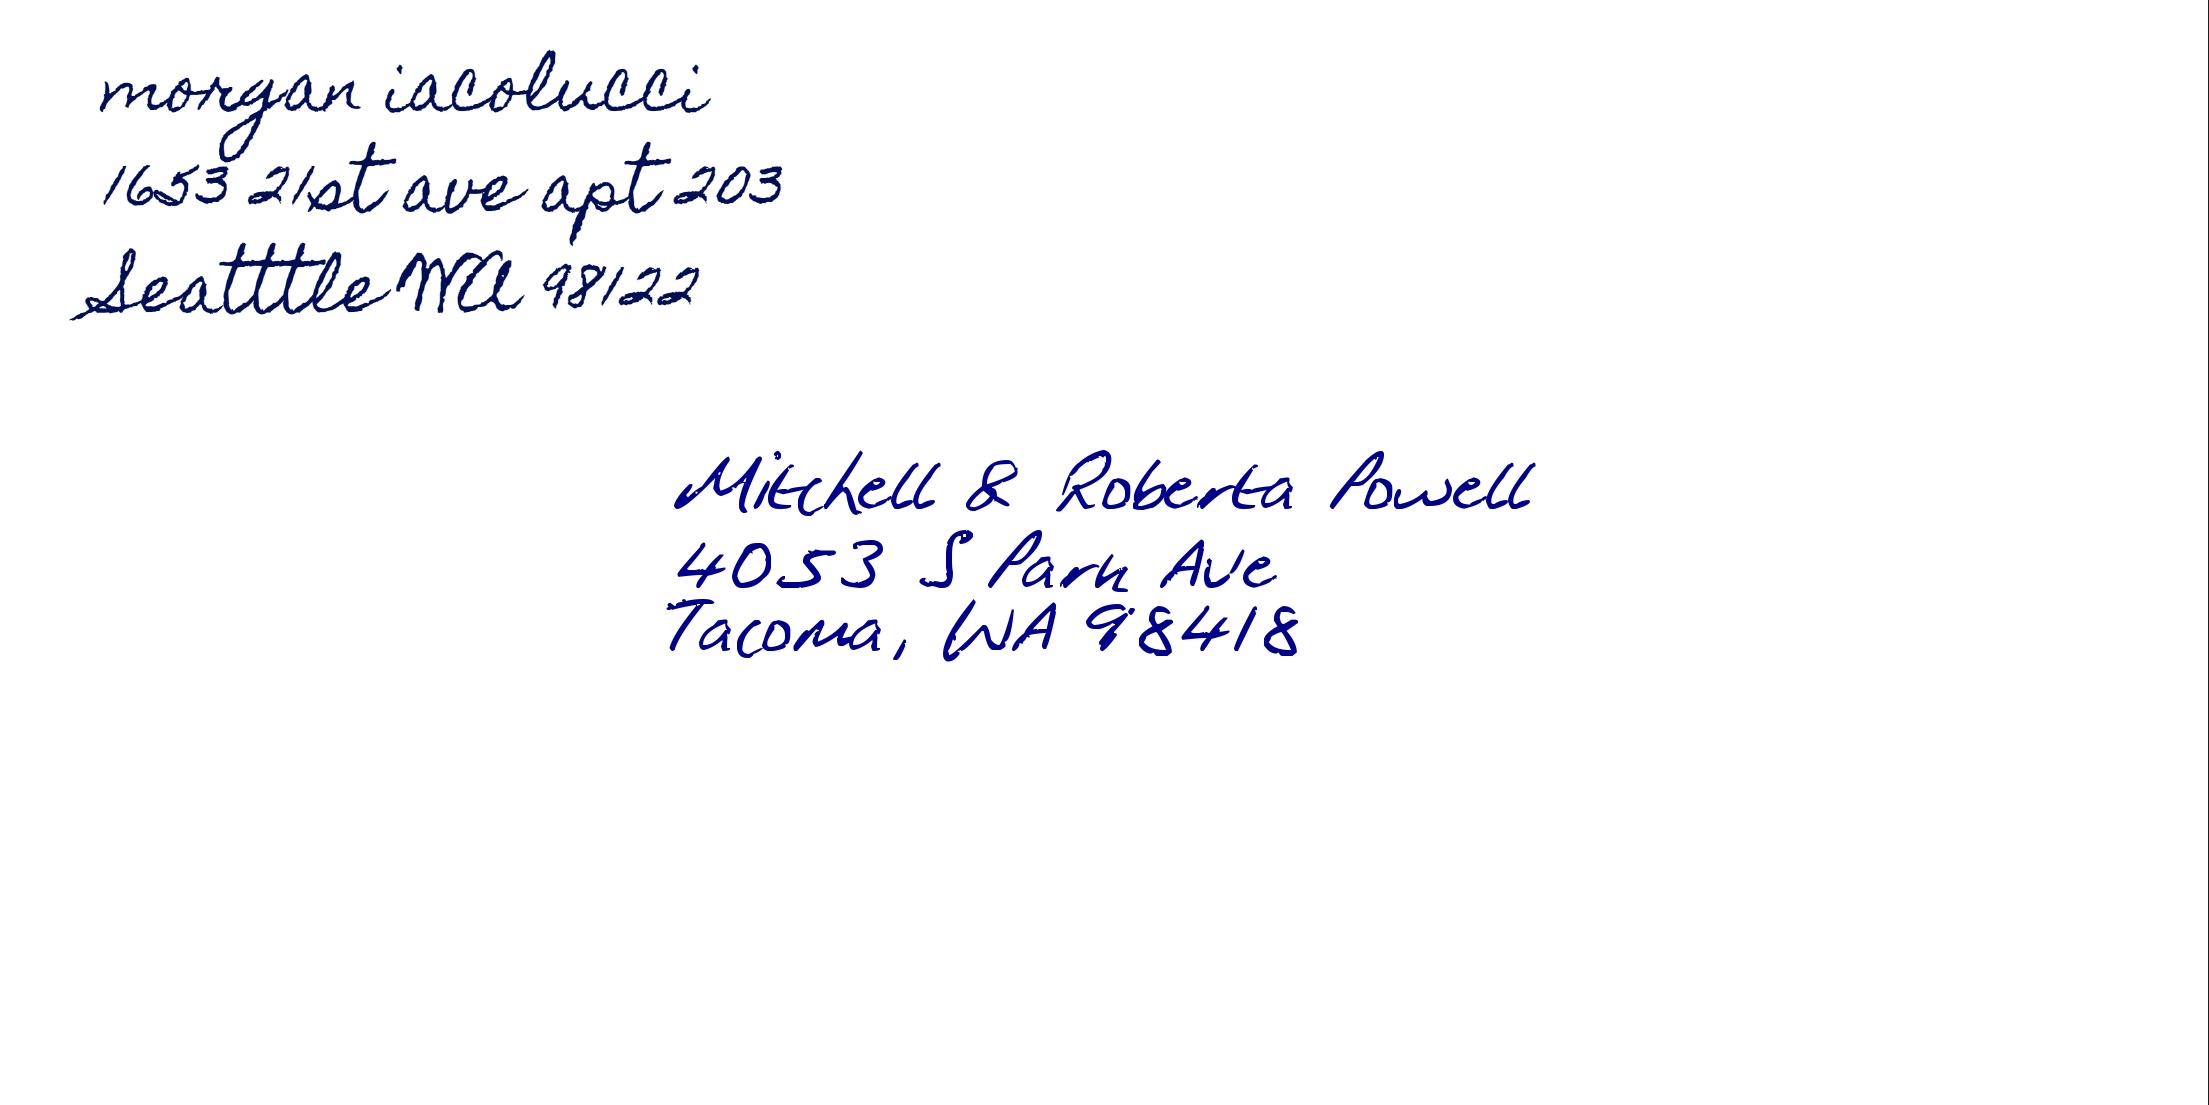 morgan iacolucci
1653 21st ave apt 203
Seatttle WA 98122
Mitchell & Roberta Powell
4053 S Park Ave
Tacoma, WA 98418